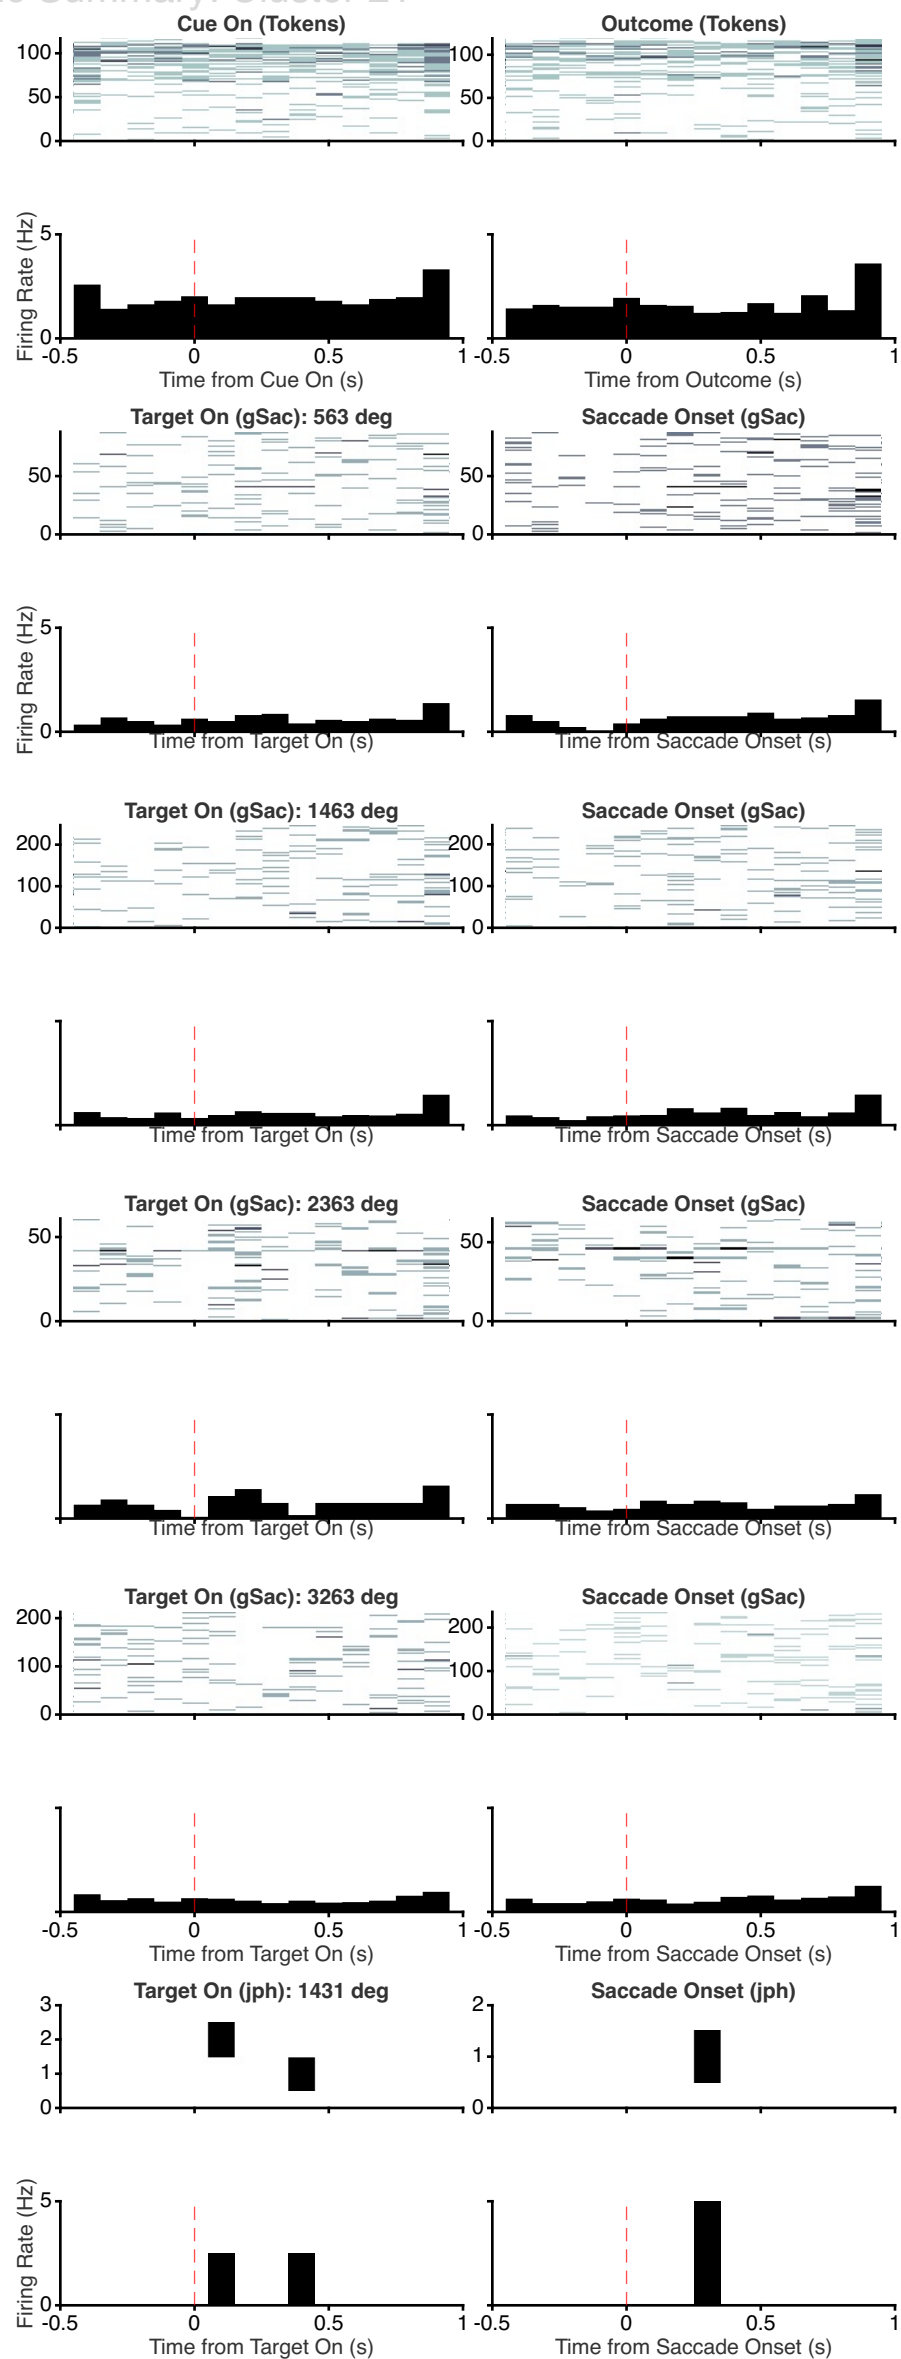 Summary: Cluster 21
Cue On (Tokens)
Outcome (Tokens)
100
50
0
100
50
0
Firing Rate (Hz)
5
0
-0.5 0 0.5 1
Time from Cue On (s)
5
0
-0.5 0 0.5 1
Time from Outcome (s)
Target On (gSac): 563 deg
Saccade Onset (gSac)
50
0
50
0
Firing Rate (Hz)
5
0
Time from Target On (s)
5
0
Time from Saccade Onset (s)
Target On (gSac): 1463 deg
Saccade Onset (gSac)
200
100
0
200
100
0
Time from Target On (s)
Time from Saccade Onset (s)
Target On (gSac): 2363 deg
Saccade Onset (gSac)
50
0
50
0
Time from Target On (s)
Time from Saccade Onset (s)
Target On (gSac): 3263 deg
Saccade Onset (gSac)
200
100
0
200
100
0
-0.5 0 0.5 1
Time from Target On (s)
-0.5 0 0.5 1
Time from Saccade Onset (s)
Target On (jph): 1431 deg
Saccade Onset (jph)
3
2
1
0
2
1
0
Firing Rate (Hz)
5
0
-0.5 0 0.5 1
Time from Target On (s)
5
0
-0.5 0 0.5 1
Time from Saccade Onset (s)